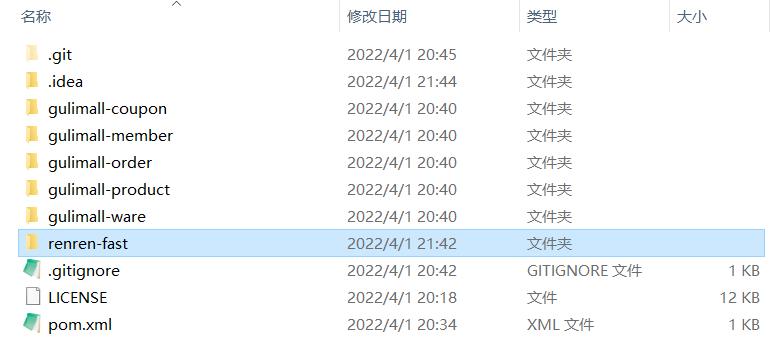 名称 修改日期 类型 大小
.git 2022/4/1 20:45 文件夹
.idea 2022/4/1 21:44 文件夹
gulimall-coupon 2022/4/1 20:40 文件夹
gulimall-member 2022/4/1 20:40 文件夹
gulimall-order 2022/4/1 20:40 文件夹
gulimall-product 2022/4/1 20:40 文件夹
gulimall-ware 2022/4/1 20:40 文件夹
renren-fast 2022/4/1 21:42 文件夹
.gitignore 2022/4/1 20:42 GITIGNORE 文件 1 KB
LICENSE 2022/4/1 20:18 文件 12 KB
pom.xml 2022/4/1 20:34 XML 文件 1 KB